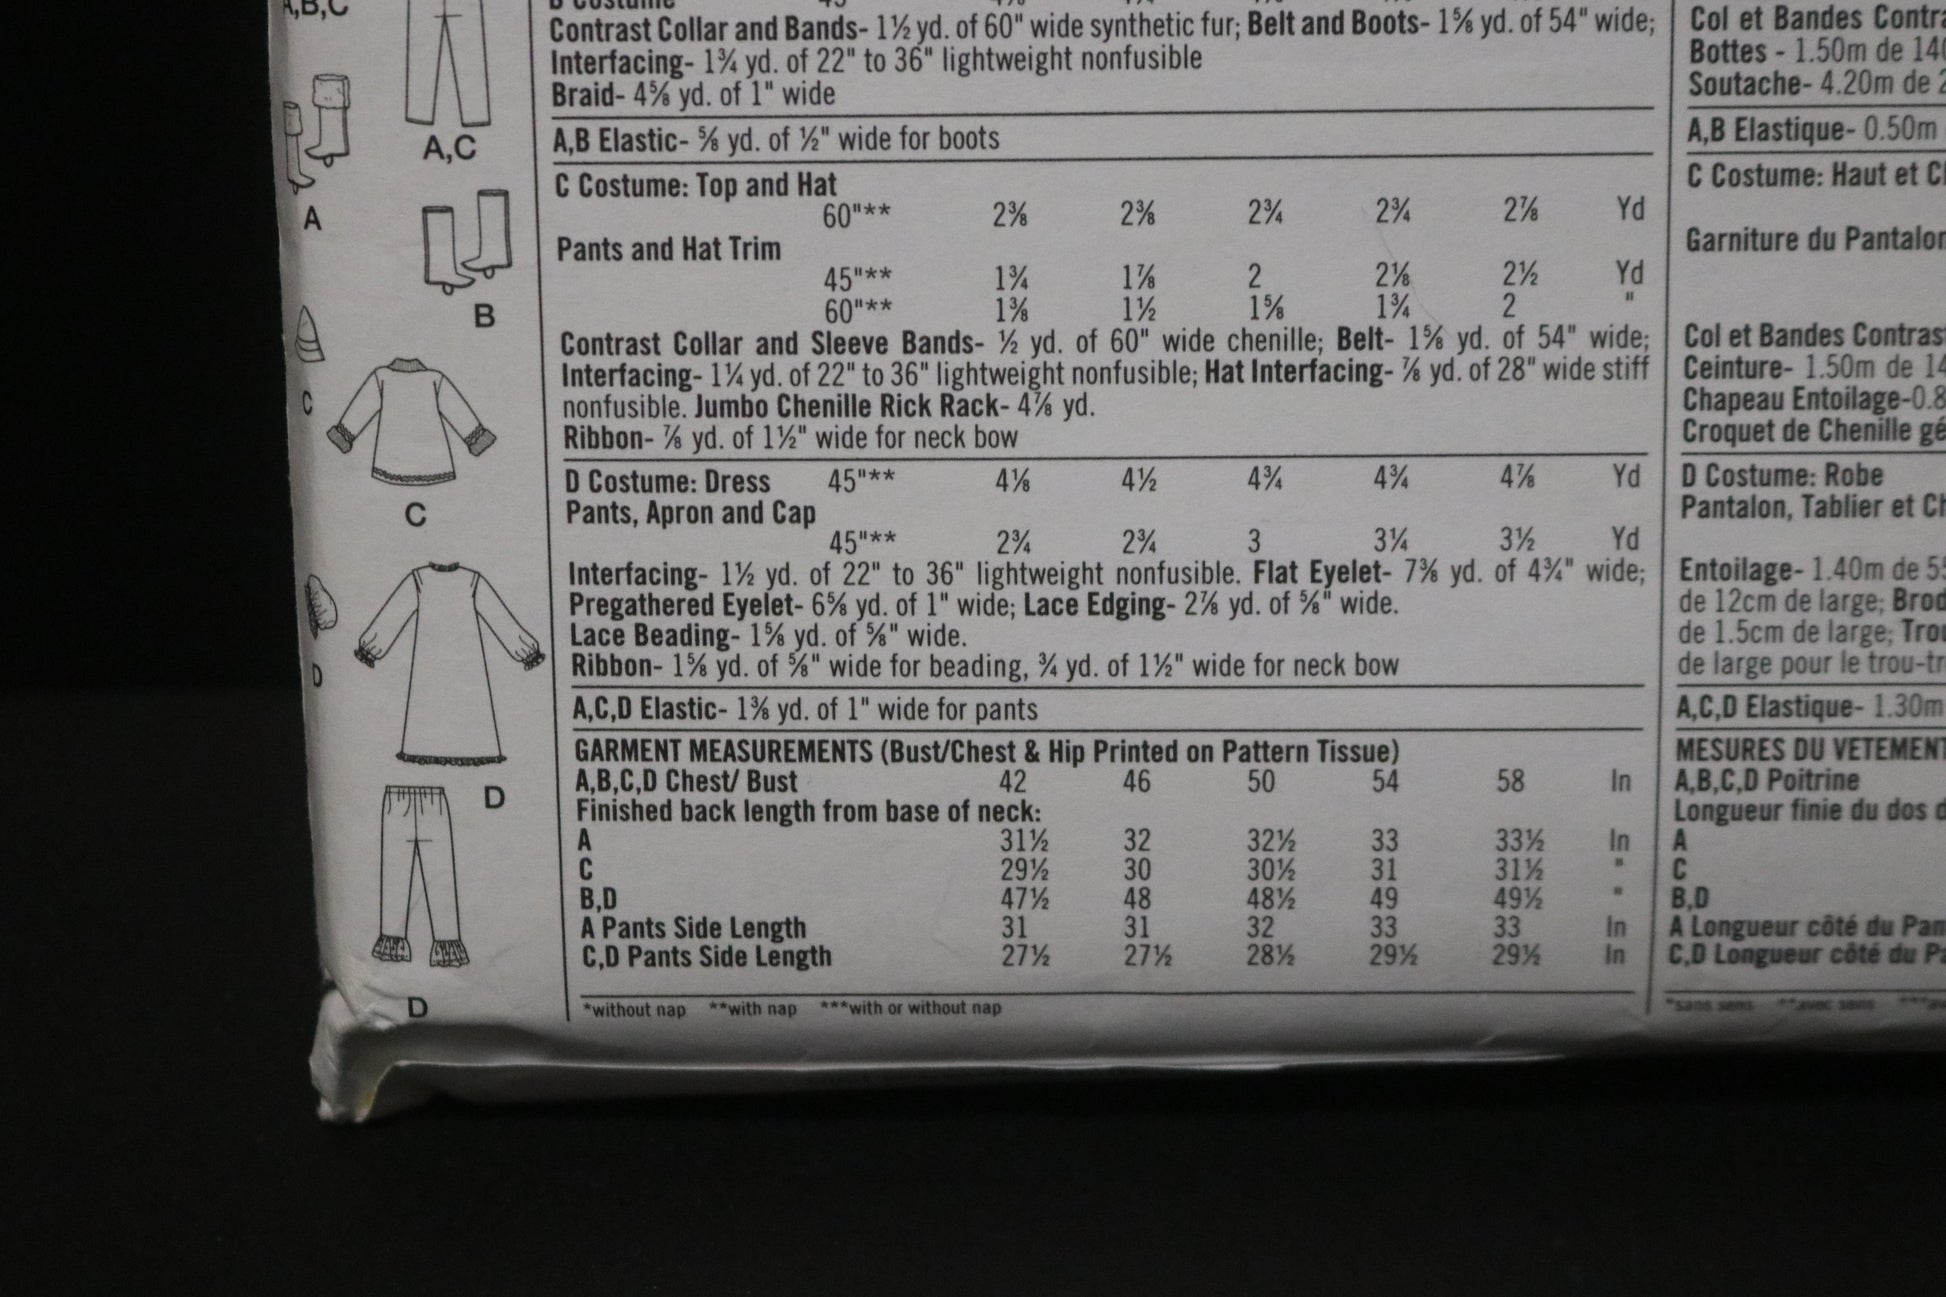 A,B,C
A,C
A
B
C
C
D
D
D
B Costume
Contrast Collar and Bands- 1½ yd. of 60" wide synthetic fur; Belt and Boots- 1⅝ yd. of 54" wide;
Interfacing- 1¾ yd. of 22" to 36" lightweight nonfusible
Braid- 4⅝ yd. of 1" wide
A,B Elastic- ⅝ yd. of ½" wide for boots
C Costume: Top and Hat
60"** 2⅜ 2⅜ 2¾ 2¾ 2⅞ Yd
Pants and Hat Trim
45"** 1¾ 1⅞ 2 2⅛ 2½ Yd
60"** 1⅜ 1½ 1⅝ 1¾ 2 "
Contrast Collar and Sleeve Bands- ½ yd. of 60" wide chenille; Belt- 1⅝ yd. of 54" wide;
Interfacing- 1¼ yd. of 22" to 36" lightweight nonfusible; Hat Interfacing- ⅞ yd. of 28" wide stiff
nonfusible. Jumbo Chenille Rick Rack- 4⅞ yd.
Ribbon- ⅞ yd. of 1½" wide for neck bow
D Costume: Dress 45"** 4⅛ 4½ 4¾ 4¾ 4⅞ Yd
Pants, Apron and Cap
45"** 2¾ 2¾ 3 3¼ 3½ Yd
Interfacing- 1½ yd. of 22" to 36" lightweight nonfusible. Flat Eyelet- 7⅜ yd. of 4¾" wide;
Pregathered Eyelet- 6⅝ yd. of 1" wide; Lace Edging- 2⅞ yd. of ⅝" wide.
Lace Beading- 1⅝ yd. of ⅝" wide.
Ribbon- 1⅝ yd. of ⅝" wide for beading, ¾ yd. of 1½" wide for neck bow
A,C,D Elastic- 1⅜ yd. of 1" wide for pants
GARMENT MEASUREMENTS (Bust/Chest & Hip Printed on Pattern Tissue)
A,B,C,D Chest/ Bust 42 46 50 54 58 In
Finished back length from base of neck:
A 31½ 32 32½ 33 33½ In
C 29½ 30 30½ 31 31½ "
B,D 47½ 48 48½ 49 49½ "
A Pants Side Length 31 31 32 33 33 In
C,D Pants Side Length 27½ 27½ 28½ 29½ 29½ In
*without nap **with nap ***with or without nap
Col et Bandes
Bottes - 1.50m de
Soutache- 4.20m de
A,B Elastique- 0.50m
C Costume: Haut et
Garniture du
Col et Bandes
Ceinture- 1.50m de
Chapeau Entoilage-
Croquet de Chenille
D Costume: Robe
Pantalon, Tablier et
Entoilage- 1.40m de
de 12cm de large;
de 1.5cm de large;
de large pour le
A,C,D Elastique- 1.30m
MESURES DU
A,B,C,D Poitrine
Longueur finie du dos
A
C
B,D
A Longueur côté du
C,D Longueur côté du
*sans sens **avec sens